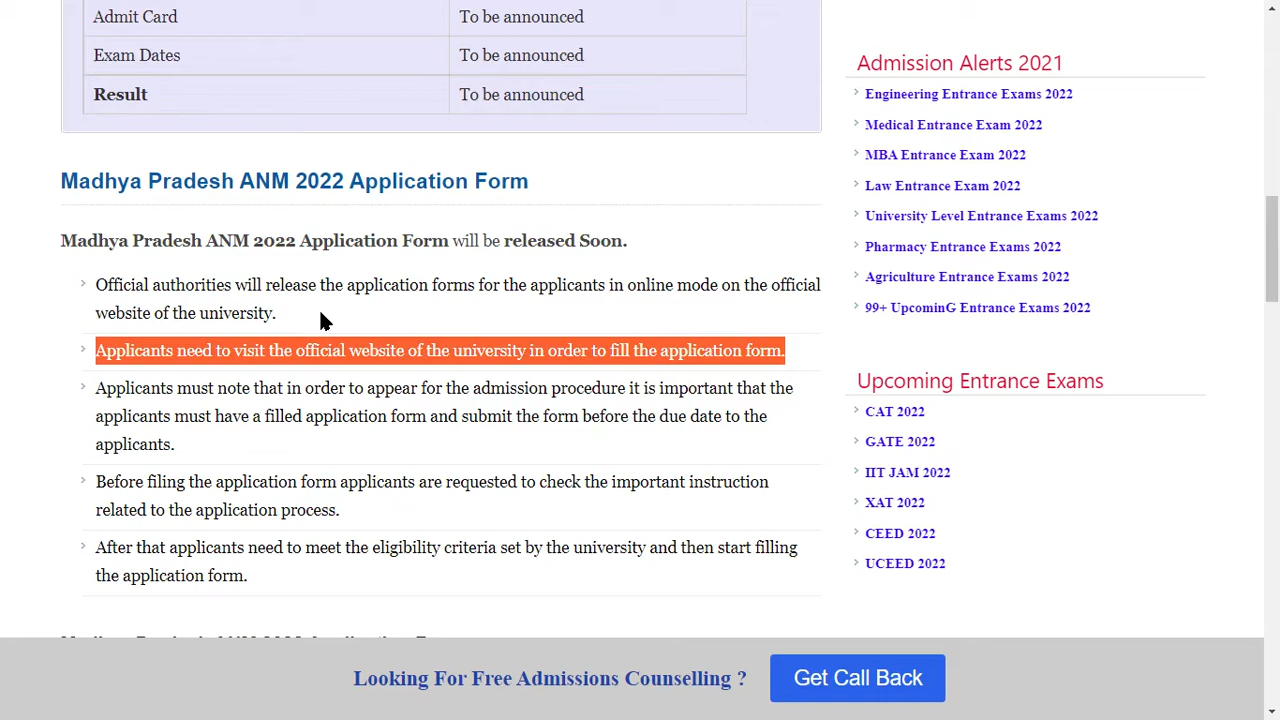 Admit Card To be announced
Exam Dates To be announced
Result To be announced
Madhya Pradesh ANM 2022 Application Form
Madhya Pradesh ANM 2022 Application Form will be released Soon.
Official authorities will release the application forms for the applicants in online mode on the official
website of the university.
Applicants need to visit the official website of the university in order to fill the application form.
Applicants must note that in order to appear for the admission procedure it is important that the
applicants must have a filled application form and submit the form before the due date to the
applicants.
Before filing the application form applicants are requested to check the important instruction
related to the application process.
After that applicants need to meet the eligibility criteria set by the university and then start filling
the application form.
Admission Alerts 2021
Engineering Entrance Exams 2022
Medical Entrance Exam 2022
MBA Entrance Exam 2022
Law Entrance Exam 2022
University Level Entrance Exams 2022
Pharmacy Entrance Exams 2022
Agriculture Entrance Exams 2022
99+ UpcominG Entrance Exams 2022
Upcoming Entrance Exams
CAT 2022
GATE 2022
IIT JAM 2022
XAT 2022
CEED 2022
UCEED 2022
Looking For Free Admissions Counselling ? Get Call Back